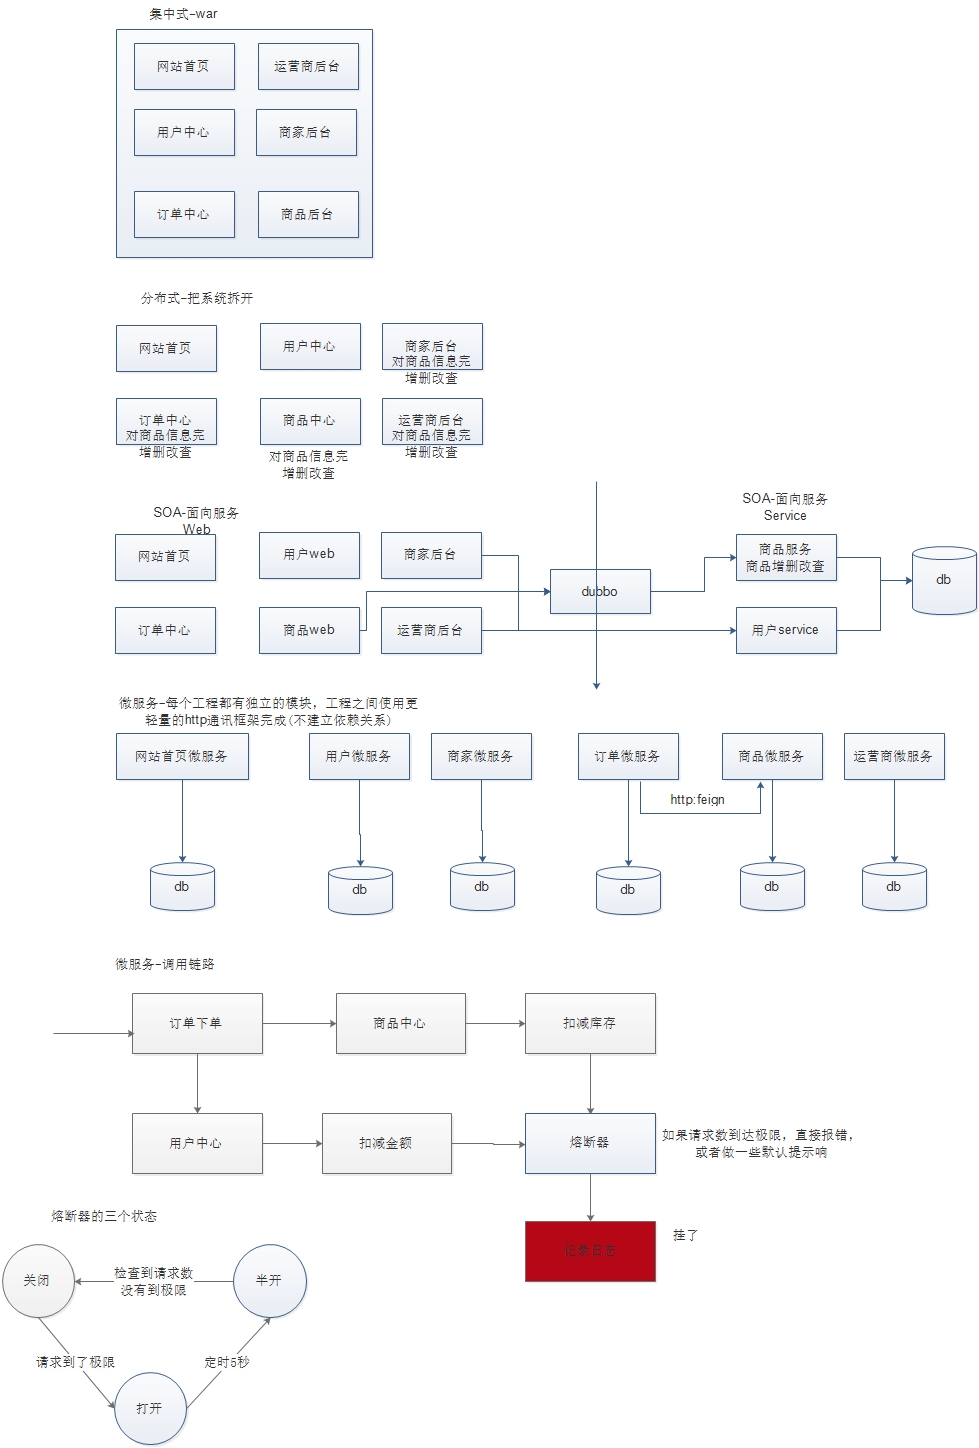 集中式-war
网站首页
运营商后台
用户中心
商家后台
订单中心
商品后台
分布式-把系统拆开
网站首页
用户中心
商家后台
对商品信息完
增删改查
订单中心
对商品信息完
增删改查
商品中心
对商品信息完
增删改查
运营商后台
对商品信息完
增删改查
SOA-面向服务
Web
SOA-面向服务
Service
网站首页
用户web
商家后台
订单中心
商品web
运营商后台
dubbo
商品服务
商品增删改查
用户service
db
微服务-每个工程都有独立的模块，工程之间使用更
轻量的http通讯框架完成(不建立依赖关系)
网站首页微服务
用户微服务
商家微服务
订单微服务
商品微服务
运营商微服务
http:feign
db
db
db
db
db
db
微服务-调用链路
订单下单
商品中心
扣减库存
用户中心
扣减金额
熔断器
如果请求数到达极限，直接报错，
或者做一些默认提示响
记录日志
挂了
熔断器的三个状态
关闭
检查到请求数
没有到极限
半开
请求到了极限
定时5秒
打开